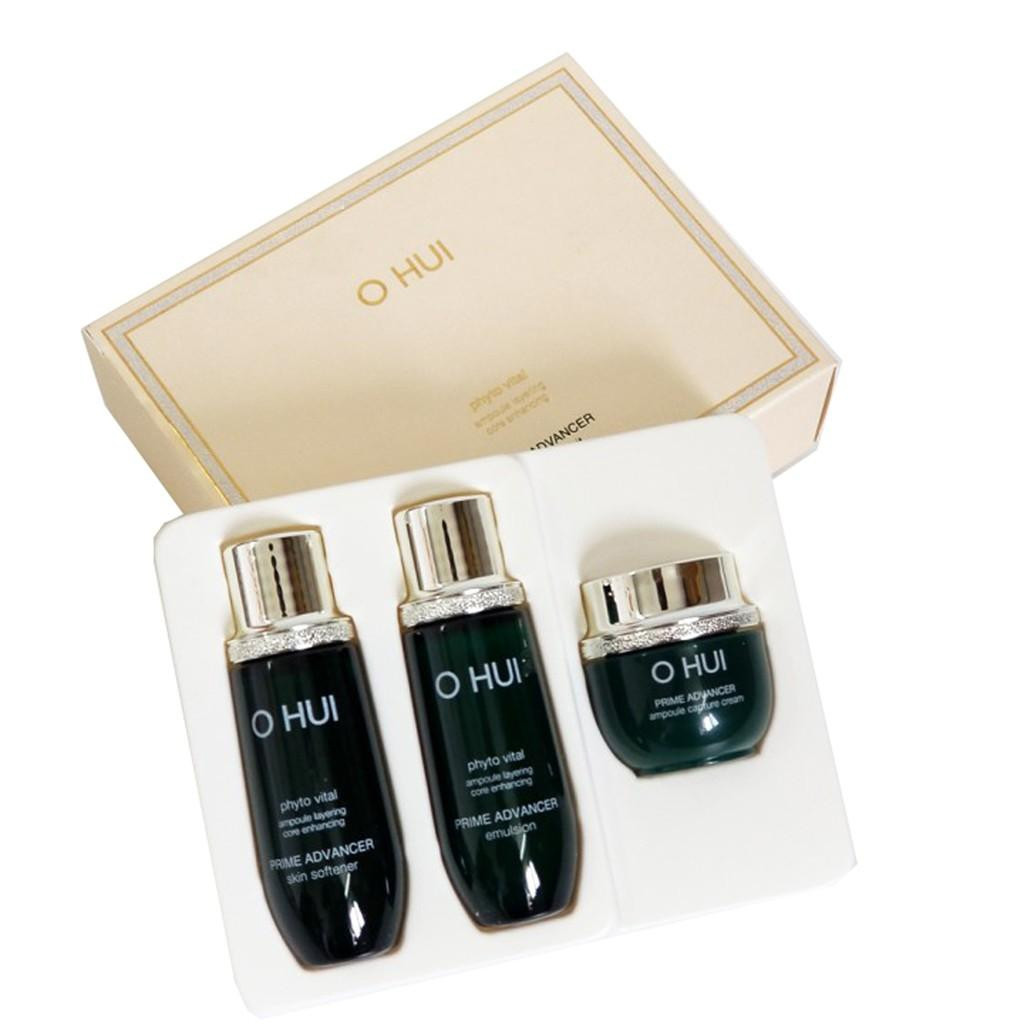 O HUI
phyto vital
ampoule layering
core enhancing
ADVANCER
O HUI
phyto vital
ampoule layering
core enhancing
PRIME ADVANCER
skin softener
O HUI
phyto vital
ampoule layering
core enhancing
PRIME ADVANCER
emulsion
O HUI
PRIME ADVANCER
ampoule capture cream